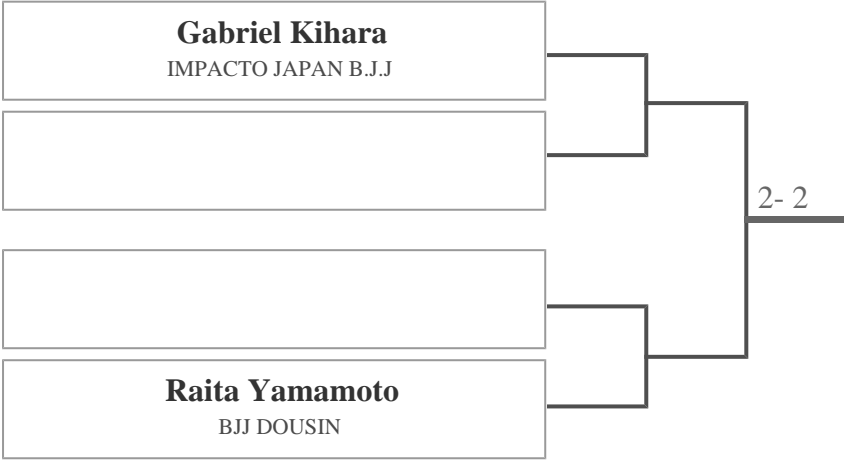 Gabriel Kihara
IMPACTO JAPAN B.J.J
2- 2
Raita Yamamoto
BJJ DOUSIN